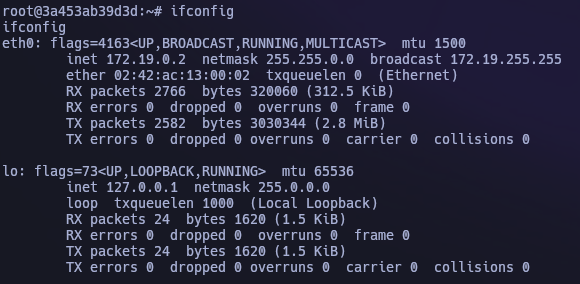 root@3a453ab39d3d:~# ifconfig
ifconfig
eth0: flags=4163<UP,BROADCAST,RUNNING,MULTICAST>  mtu 1500
        inet 172.19.0.2  netmask 255.255.0.0  broadcast 172.19.255.255
        ether 02:42:ac:13:00:02  txqueuelen 0  (Ethernet)
        RX packets 2766  bytes 320060 (312.5 KiB)
        RX errors 0  dropped 0  overruns 0  frame 0
        TX packets 2582  bytes 3030344 (2.8 MiB)
        TX errors 0  dropped 0 overruns 0  carrier 0  collisions 0

lo: flags=73<UP,LOOPBACK,RUNNING>  mtu 65536
        inet 127.0.0.1  netmask 255.0.0.0
        loop  txqueuelen 1000  (Local Loopback)
        RX packets 24  bytes 1620 (1.5 KiB)
        RX errors 0  dropped 0  overruns 0  frame 0
        TX packets 24  bytes 1620 (1.5 KiB)
        TX errors 0  dropped 0 overruns 0  carrier 0  collisions 0